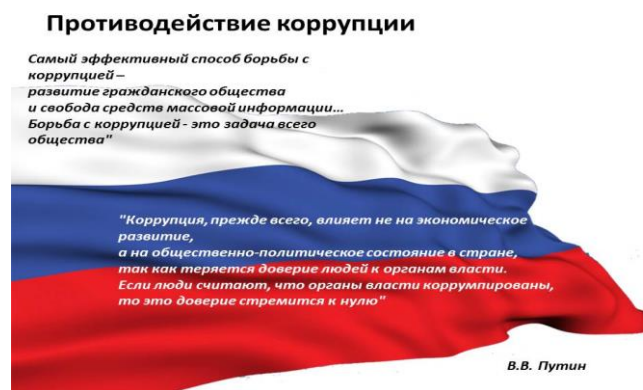 Противодействие коррупции
Самый эффективный способ борьбы с
коррупцией –
развитие гражданского общества
и свобода средств массовой информации...
Борьба с коррупцией - это задача всего
общества"
"Коррупция, прежде всего, влияет не на экономическое
развитие,
а на общественно-политическое состояние в стране,
так как теряется доверие людей к органам власти.
Если люди считают, что органы власти коррумпированы,
то это доверие стремится к нулю"
В.В. Путин